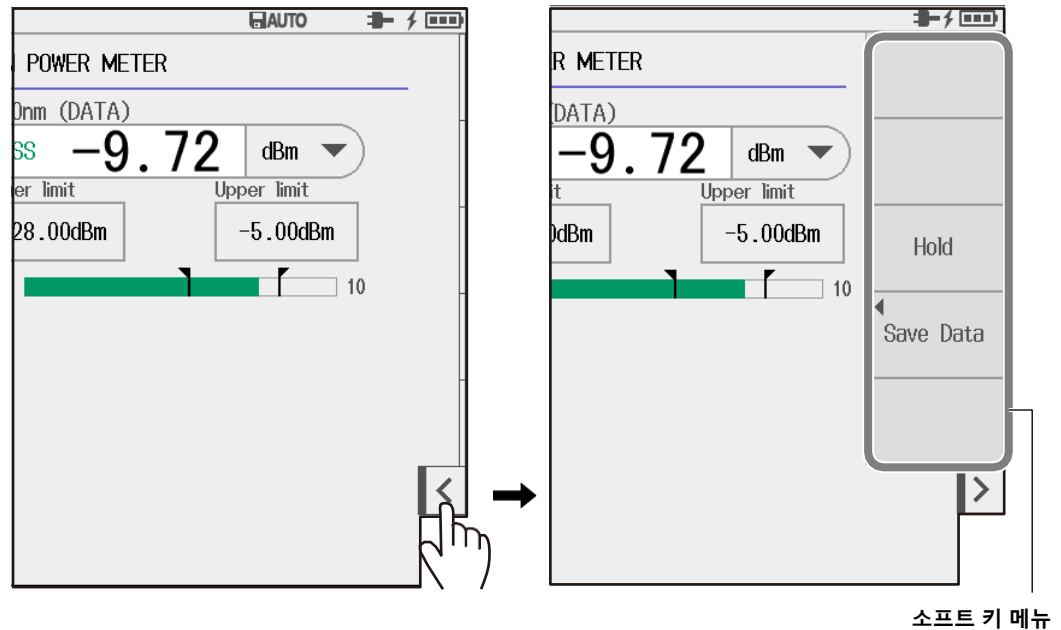 AUTO
POWER METER
0nm (DATA)
SS -9.72 dBm
er limit Upper limit
28.00dBm -5.00dBm
10
R METER
(DATA)
-9.72 dBm
t Upper limit
dBm -5.00dBm
10
Hold
Save Data
소프트 키 메뉴